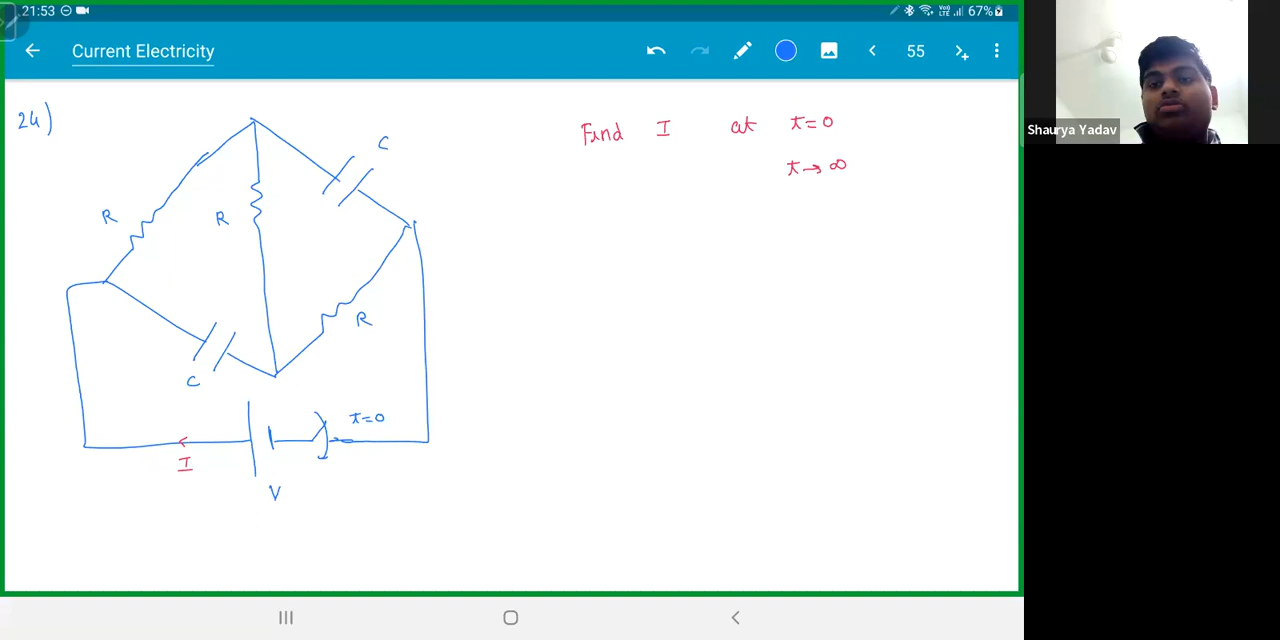 21:53
67%
Current Electricity
55
24)
Find I at t=0
t→∞
C
R
R
R
C
t=0
I
V
Shaurya Yadav